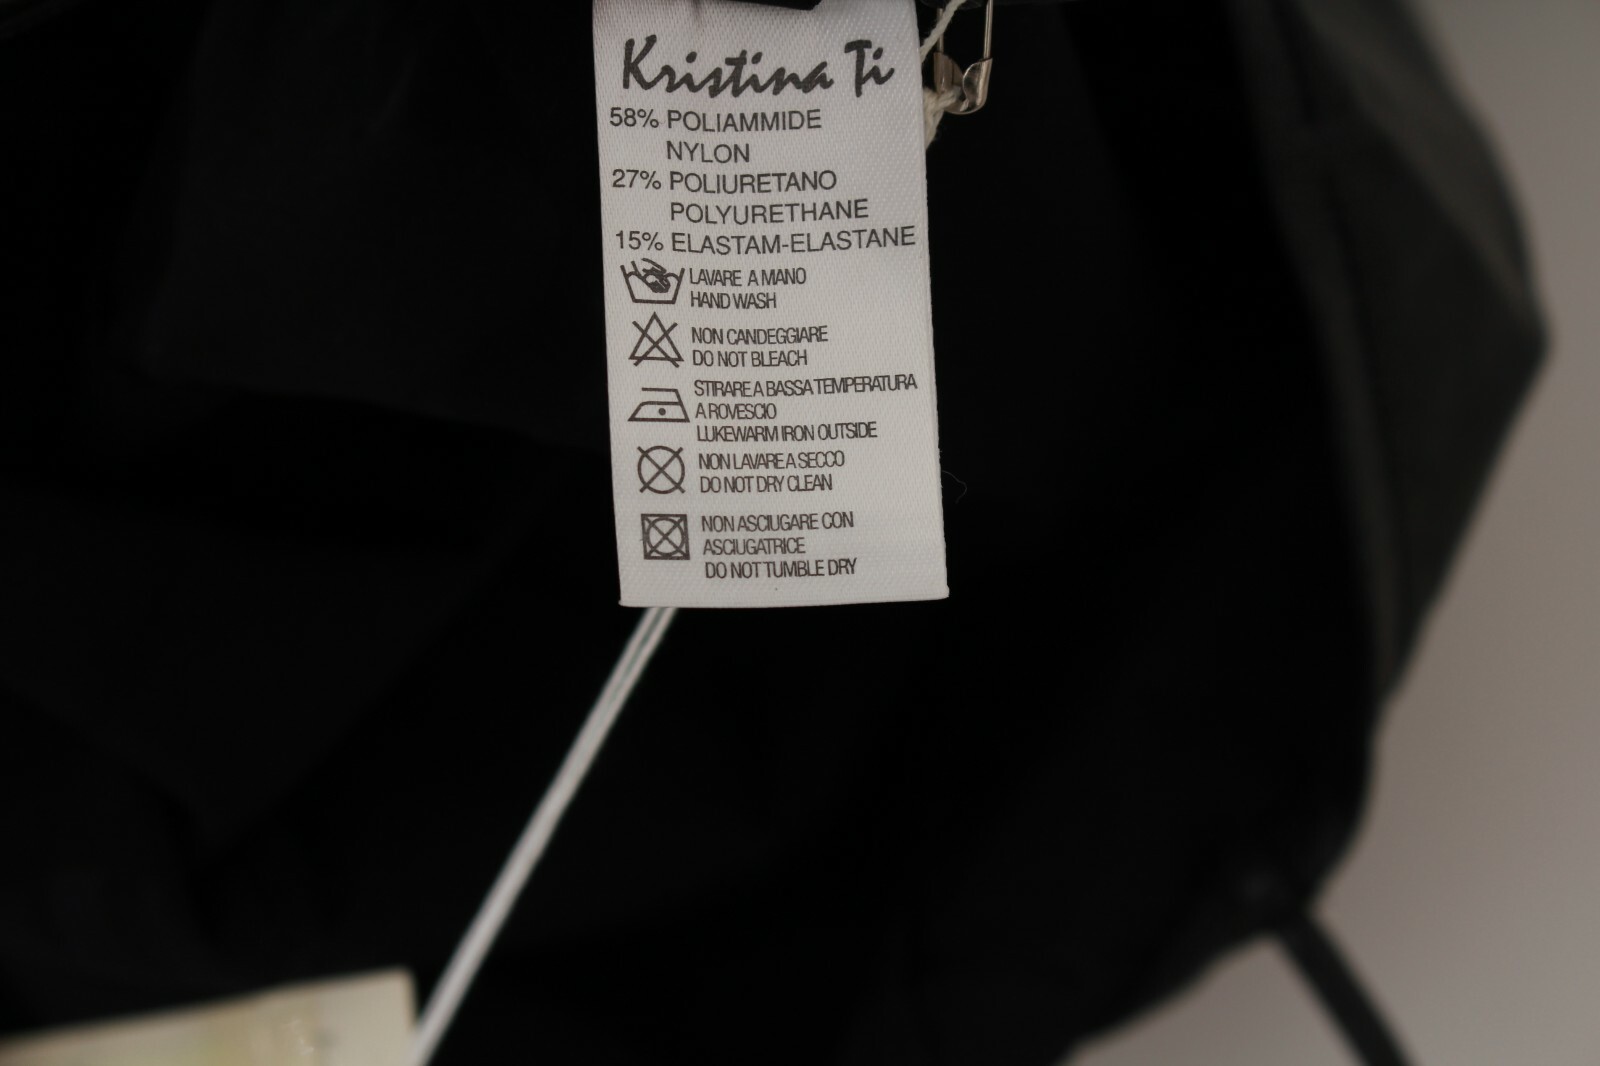 Kristina Ti
58% POLIAMMIDE
NYLON
27% POLIURETANO
POLYURETHANE
15% ELASTAM-ELASTANE
LAVARE A MANO
HAND WASH
NON CANDEGGIARE
DO NOT BLEACH
STIRARE A BASSA TEMPERATURA
A ROVESCIO
LUKEWARM IRON OUTSIDE
NON LAVARE A SECCO
DO NOT DRY CLEAN
NON ASCIUGARE CON
ASCIUGATRICE
DO NOT TUMBLE DRY